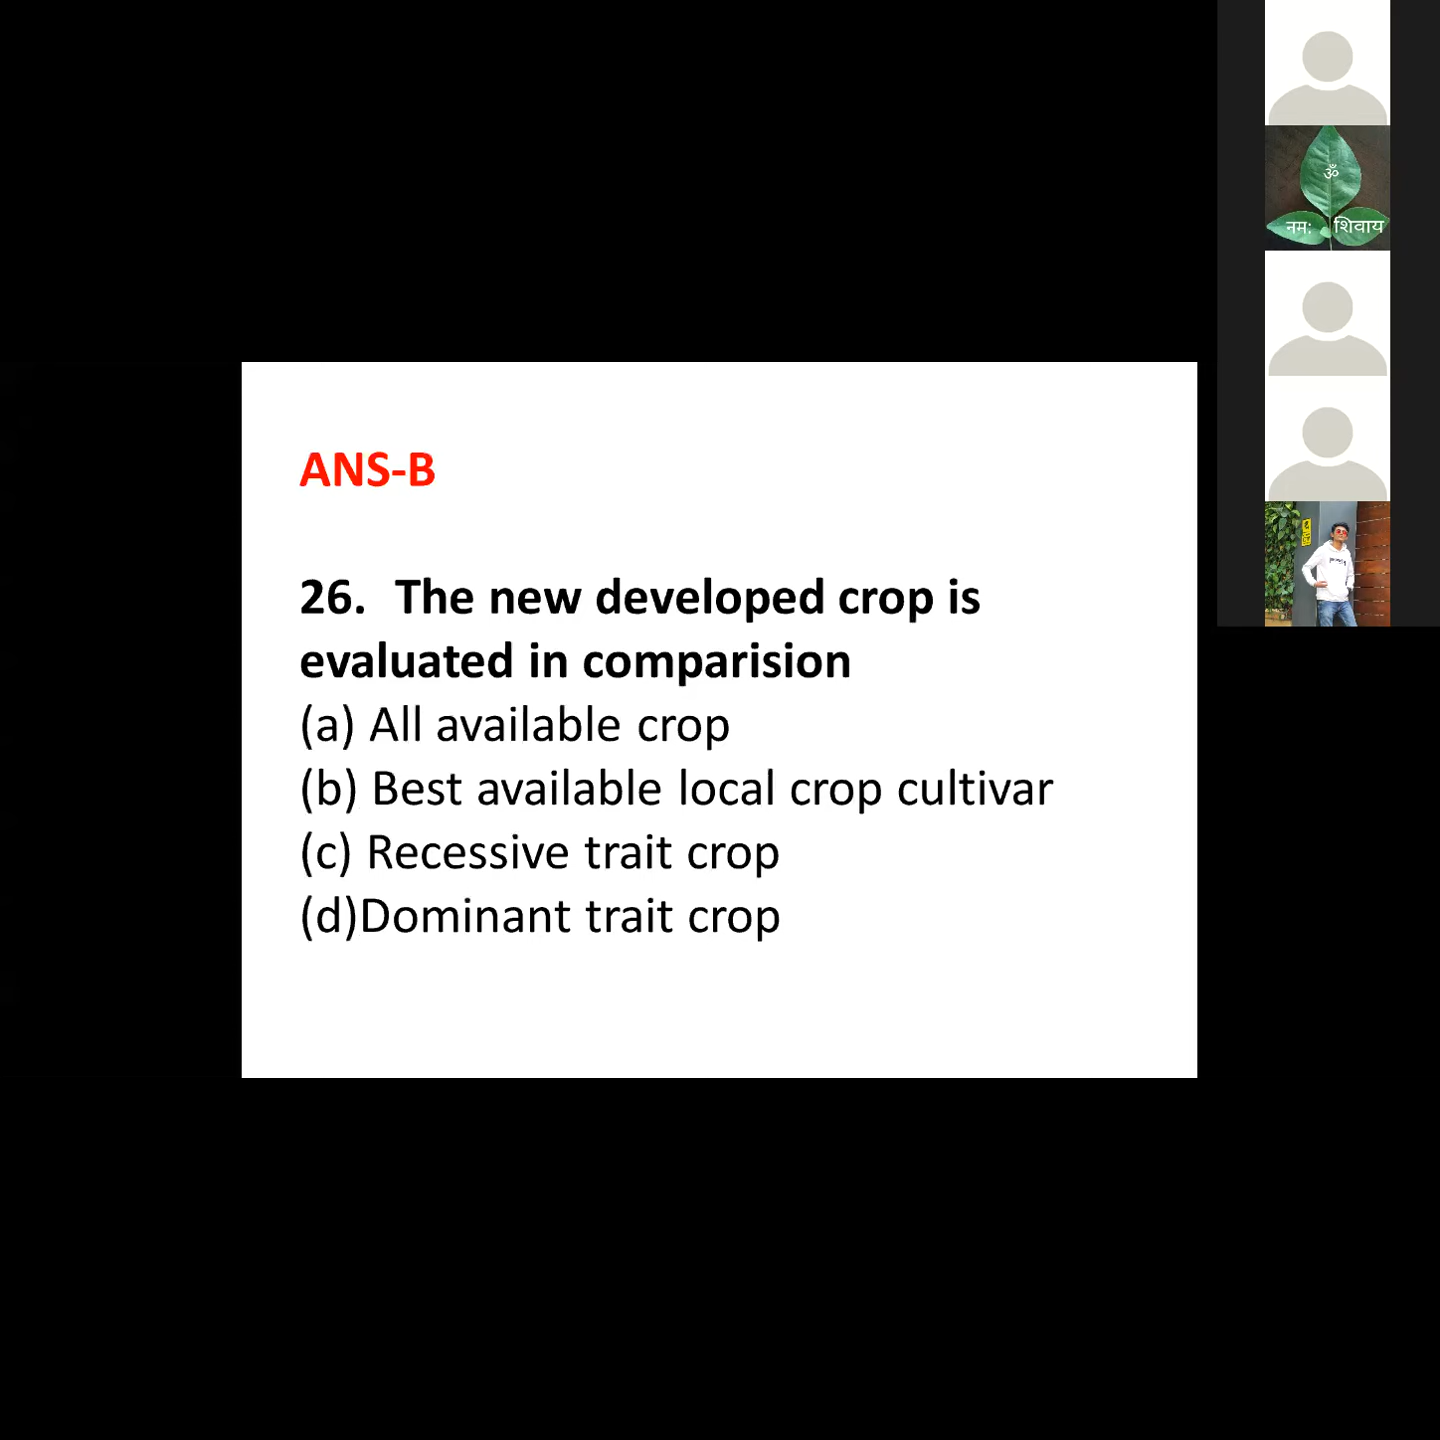 ANS-B
26. The new developed crop is
evaluated in comparision
(a) All available crop
(b) Best available local crop cultivar
(c) Recessive trait crop
(d)Dominant trait crop
ॐ
नमः शिवाय